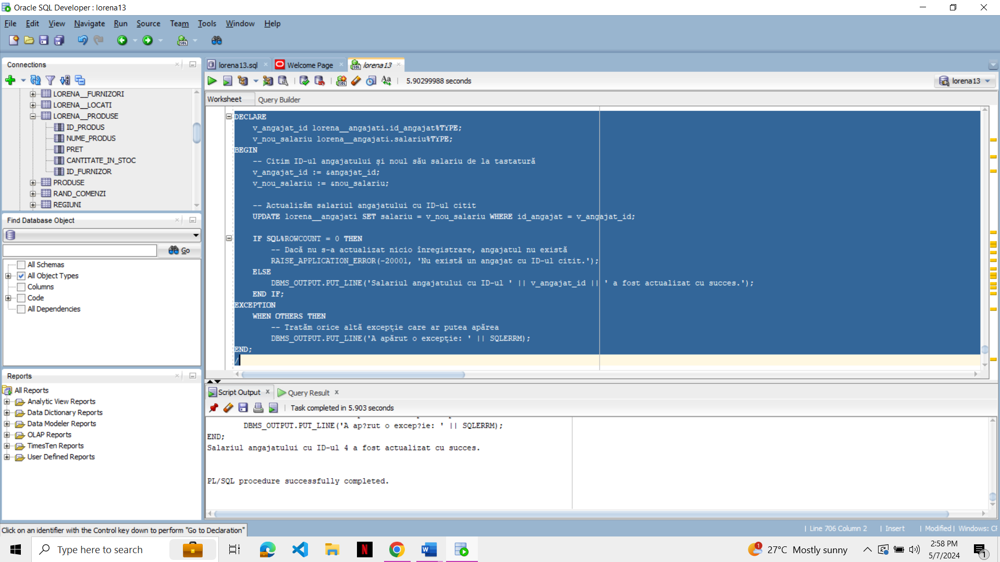 Oracle SQL Developer : lorena13
File Edit View Navigate Run Source Team Tools Window Help
Connections
LORENA__FURNIZORI
LORENA__LOCATI
LORENA__PRODUSE
ID_PRODUS
NUME_PRODUS
PRET
CANTITATE_IN_STOC
ID_FURNIZOR
PRODUSE
RAND_COMENZI
REGIUNI
Find Database Object
Go
All Schemas
All Object Types
Columns
Code
All Dependencies
Reports
All Reports
Analytic View Reports
Data Dictionary Reports
Data Modeler Reports
OLAP Reports
TimesTen Reports
User Defined Reports
lorena13.sql Welcome Page lorena13
5.90299988 seconds
lorena13
Worksheet Query Builder
DECLARE
v_angajat_id lorena__angajati.id_angajat%TYPE;
v_nou_salariu lorena__angajati.salariu%TYPE;
BEGIN
-- Citim ID-ul angajatului și noul său salariu de la tastatură
v_angajat_id := &angajat_id;
v_nou_salariu := &nou_salariu;
-- Actualizăm salariul angajatului cu ID-ul citit
UPDATE lorena__angajati SET salariu = v_nou_salariu WHERE id_angajat = v_angajat_id;
IF SQL%ROWCOUNT = 0 THEN
-- Dacă nu s-a actualizat nicio înregistrare, angajatul nu există
RAISE_APPLICATION_ERROR(-20001, 'Nu există un angajat cu ID-ul citit.');
ELSE
DBMS_OUTPUT.PUT_LINE('Salariul angajatului cu ID-ul ' || v_angajat_id || ' a fost actualizat cu succes.');
END IF;
EXCEPTION
WHEN OTHERS THEN
-- Tratăm orice altă excepție care ar putea apărea
DBMS_OUTPUT.PUT_LINE('A apărut o excepție: ' || SQLERRM);
END;
/
Script Output Query Result
Task completed in 5.903 seconds
DBMS_OUTPUT.PUT_LINE('A ap?rut o excep?ie: ' || SQLERRM);
END;
Salariul angajatului cu ID-ul 4 a fost actualizat cu succes.
PL/SQL procedure successfully completed.
Click on an identifier with the Control key down to perform "Go to Declaration"
| Line 706 Column 2 | Insert | Modified | Windows: CF
Type here to search
27°C Mostly sunny
2:58 PM
5/7/2024